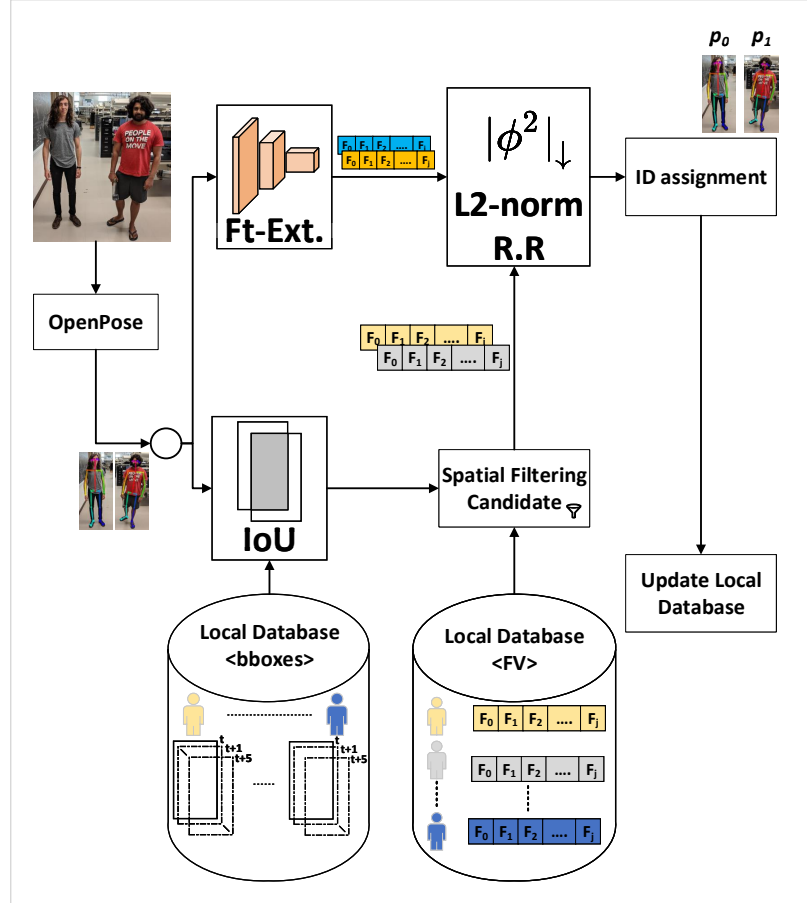 p₀ p₁
PEOPLE
ON THE
MOVE
F₀ F₁ F₂ .... Fⱼ
F₀ F₁ F₂ .... Fⱼ
|ϕ²|↓
Ft-Ext.
L2-norm
R.R
ID assignment
OpenPose
F₀ F₁ F₂ .... Fⱼ
F₀ F₁ F₂ .... Fⱼ
IoU
Spatial Filtering
Candidate
Update Local
Database
Local Database
<bboxes>
t
t+1
t+5
....
t
t+1
t+5
Local Database
<FV>
F₀ F₁ F₂ .... Fⱼ
F₀ F₁ F₂ .... Fⱼ
F₀ F₁ F₂ .... Fⱼ